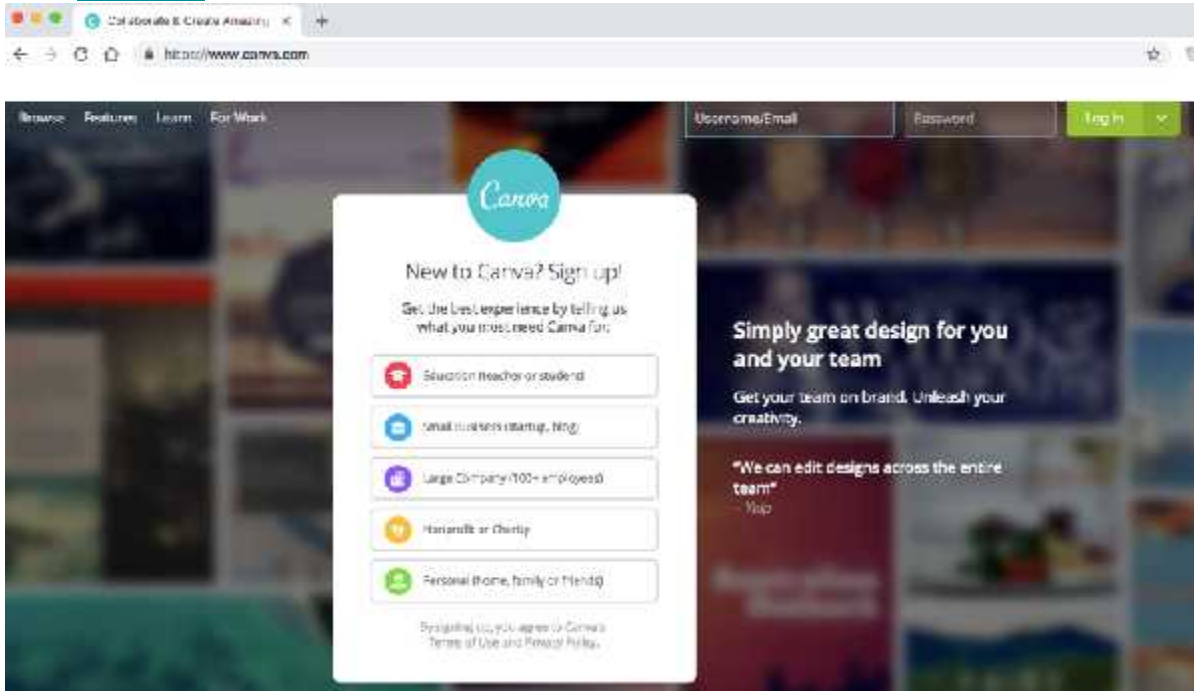 Collaborate & Create Amazing
https://www.canva.com
Browse Features Learn For Work
Username/Email Password Log In
Canva
New to Canva? Sign up!
Get the best experience by telling us
what you most need Canva for:
Education (teacher or student)
Small Business (startup, blog)
Large Company (100+ employees)
Nonprofit or Charity
Personal (home, family or friends)
By signing up, you agree to Canva's
Terms of Use and Privacy Policy.
Simply great design for you
and your team
Get your team on brand. Unleash your
creativity.
"We can edit designs across the entire
team"
- Yelp